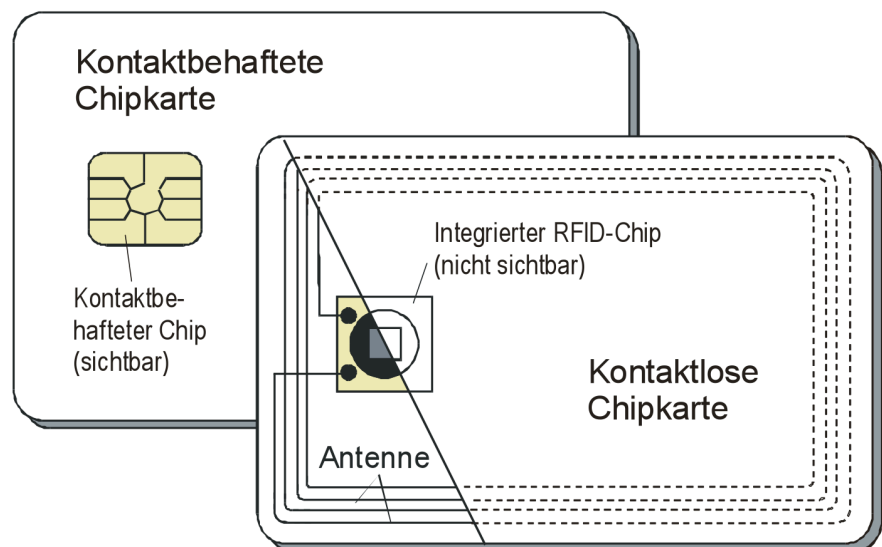 Kontaktbehaftete
Chipkarte
Kontaktbe-
hafteter Chip
(sichtbar)
Integrierter RFID-Chip
(nicht sichtbar)
Kontaktlose
Chipkarte
Antenne